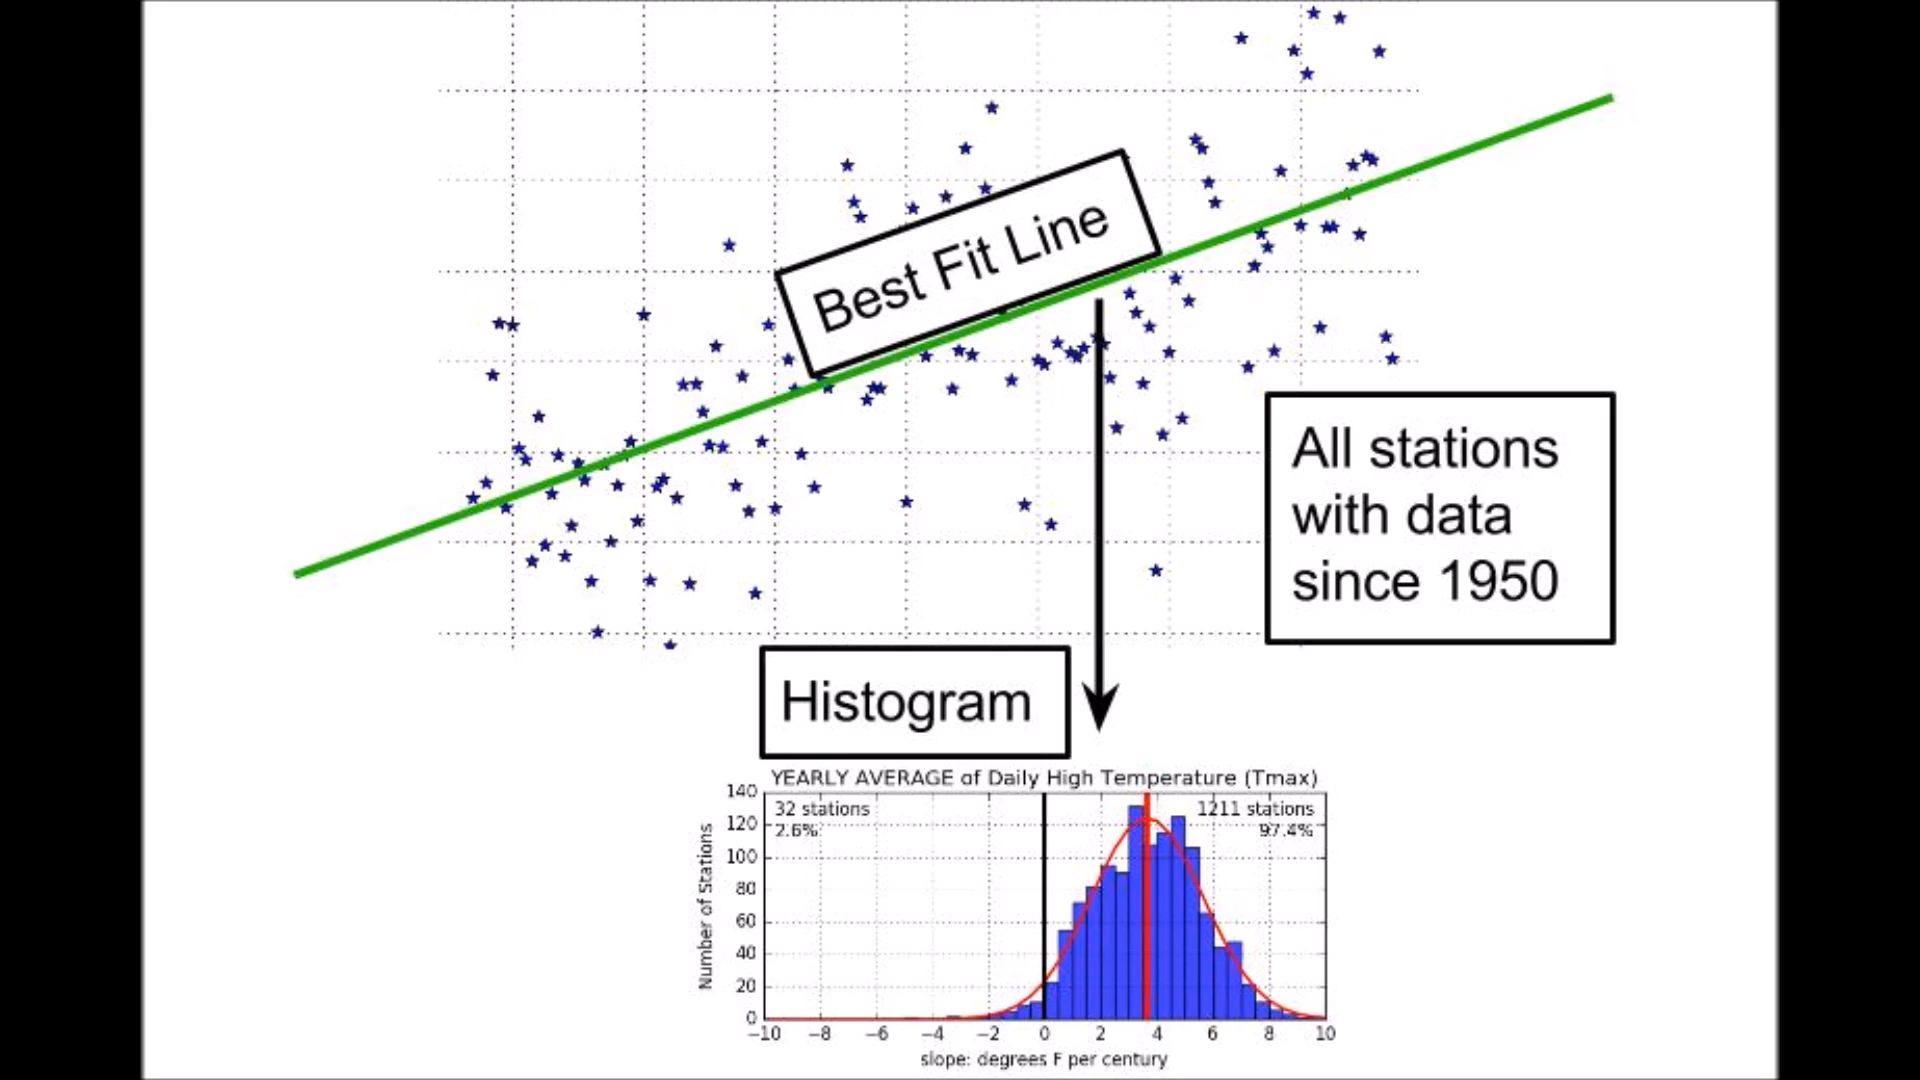 Best Fit Line
All stations
with data
since 1950
Histogram
YEARLY AVERAGE of Daily High Temperature (Tmax)
140
120
100
80
60
40
20
0
Number of Stations
32 stations
2.6%
1211 stations
97.4%
−10 −8 −6 −4 −2 0 2 4 6 8 10
slope: degrees F per century